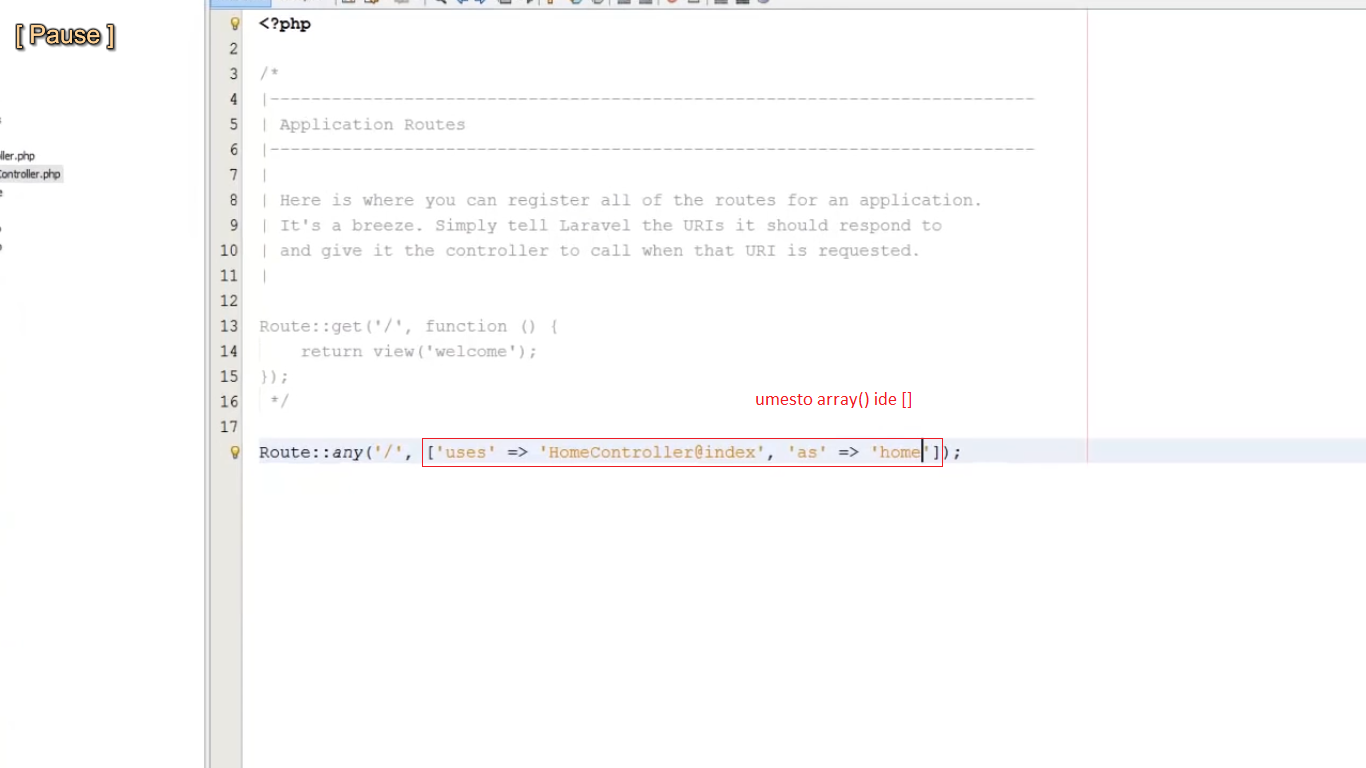 [ Pause ]
ller.php
Controller.php
<?php
2
3 /*
4 |---------------------------------------------------------------------------
5 | Application Routes
6 |---------------------------------------------------------------------------
7 |
8 | Here is where you can register all of the routes for an application.
9 | It's a breeze. Simply tell Laravel the URIs it should respond to
10 | and give it the controller to call when that URI is requested.
11 |
12
13 Route::get('/', function () {
14 return view('welcome');
15 });
16 */
umesto array() ide []
17
Route::any('/', ['uses' => 'HomeController@index', 'as' => 'home']);